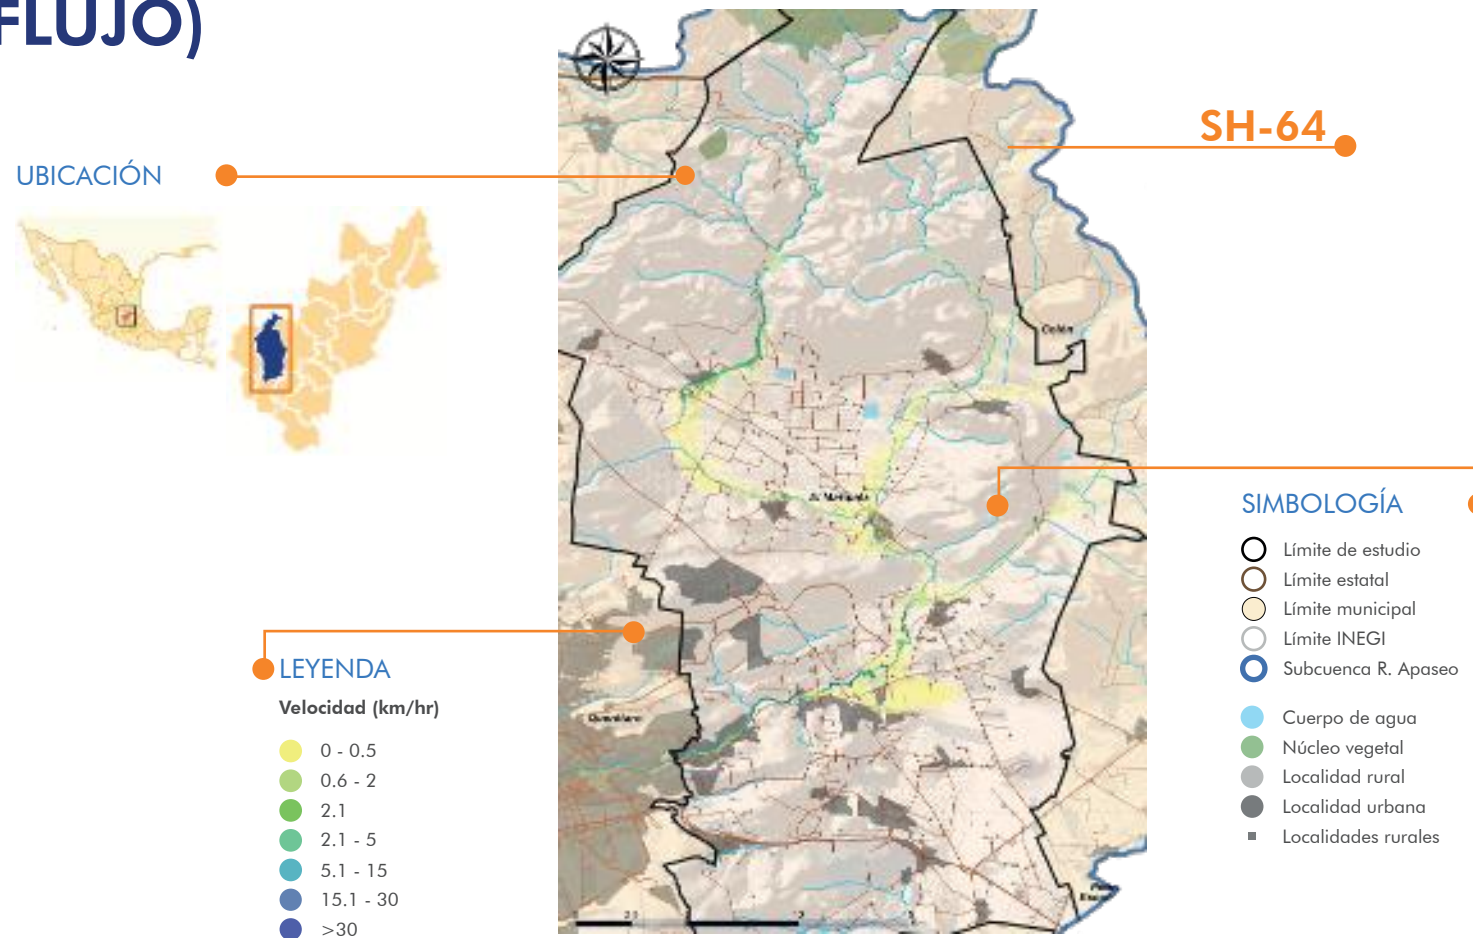 FLUJO)
SH-64
UBICACIÓN
Colón
SIMBOLOGÍA
Límite de estudio
Límite estatal
Límite municipal
Límite INEGI
Subcuenca R. Apaseo
Cuerpo de agua
Núcleo vegetal
Localidad rural
Localidad urbana
Localidades rurales
LEYENDA
Velocidad (km/hr)
0 - 0.5
0.6 - 2
2.1
2.1 - 5
5.1 - 15
15.1 - 30
>30
Querétaro